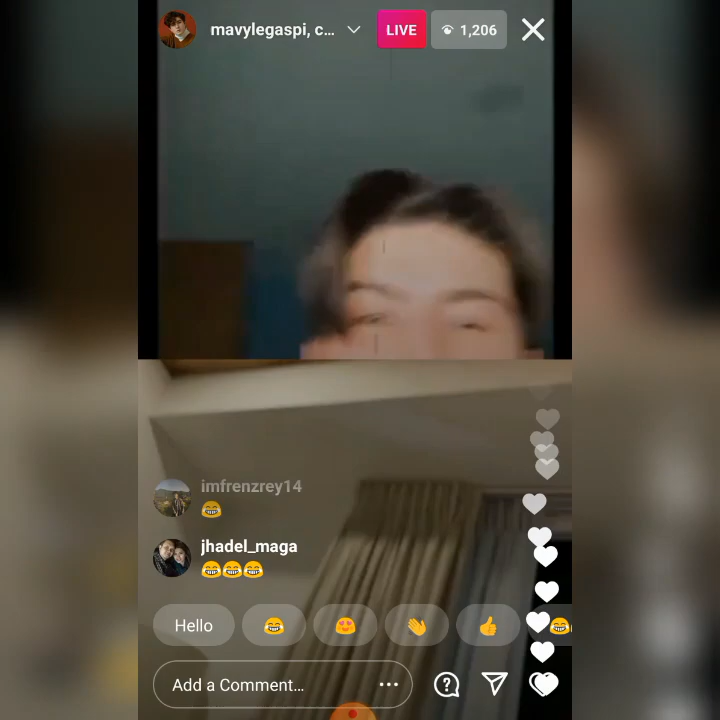 mavylegaspi, c...
LIVE
1,206
imfrenzrey14
😂
jhadel_maga
😂😂😂
Hello 😂 😍 👋 👍 😂
Add a Comment...